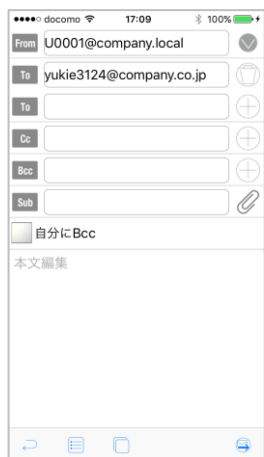 docomo 17:09 100%
From U0001@company.local
To yukie3124@company.co.jp
To
Cc
Bcc
Sub
自分にBcc
本文編集